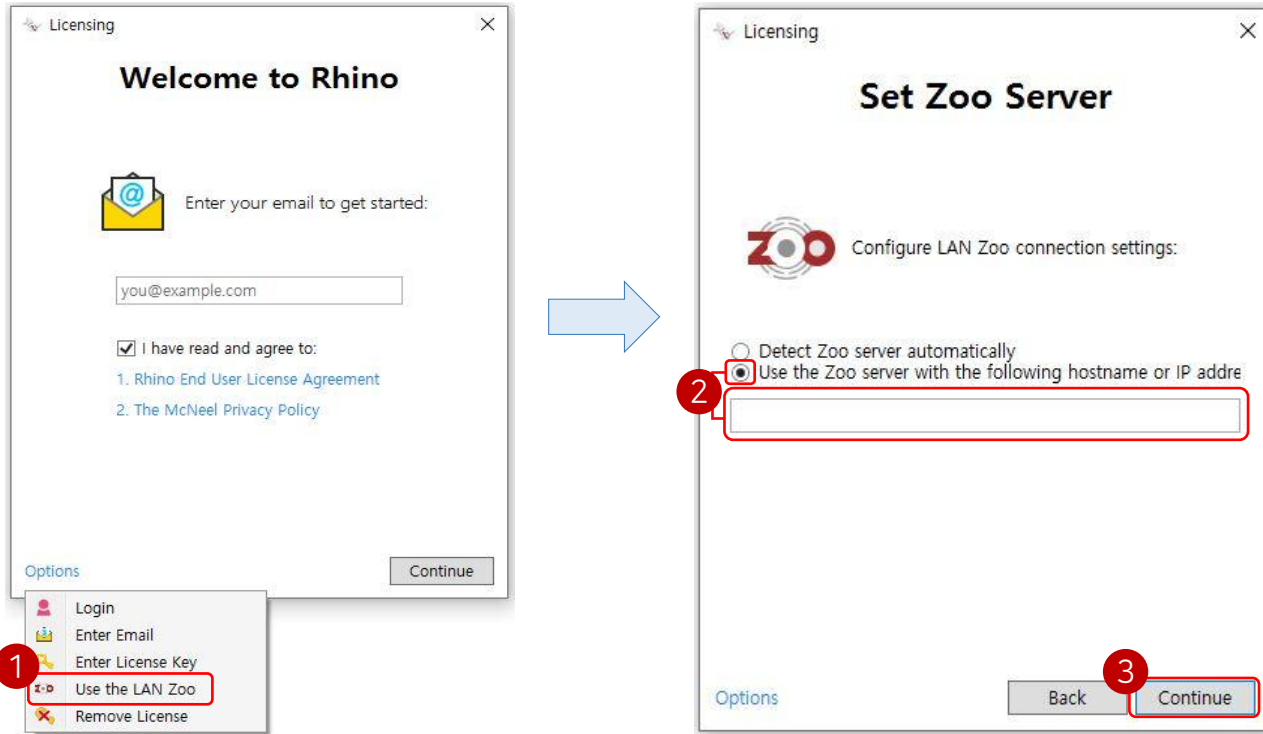 Licensing
Welcome to Rhino
Enter your email to get started:
you@example.com
I have read and agree to:
1. Rhino End User License Agreement
2. The McNeel Privacy Policy
Options
Continue
Login
Enter Email
Enter License Key
1
Use the LAN Zoo
Remove License
Licensing
Set Zoo Server
ZOO
Configure LAN Zoo connection settings:
Detect Zoo server automatically
Use the Zoo server with the following hostname or IP addre
2
3
Options
Back
Continue